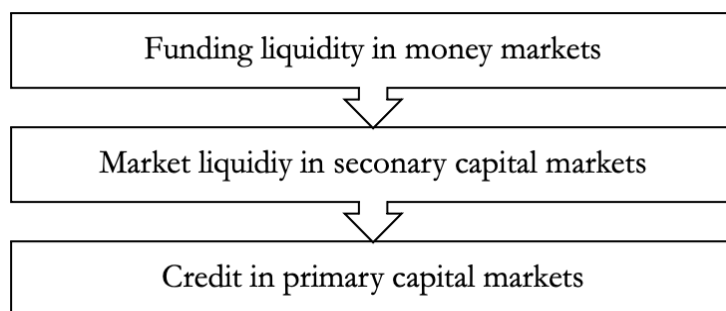 Funding liquidity in money markets
Market liquidiy in seconary capital markets
Credit in primary capital markets